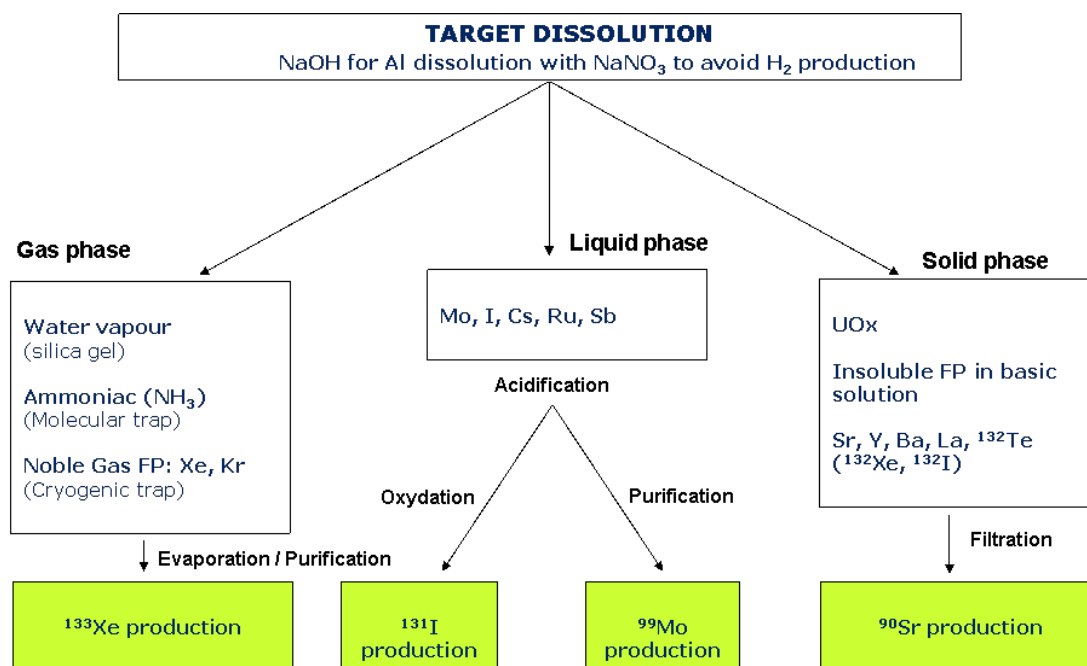 TARGET DISSOLUTION
NaOH for Al dissolution with NaNO₃ to avoid H₂ production
Gas phase
Liquid phase
Solid phase
Water vapour
(silica gel)
Ammoniac (NH₃)
(Molecular trap)
Noble Gas FP: Xe, Kr
(Cryogenic trap)
Mo, I, Cs, Ru, Sb
UOx
Insoluble FP in basic
solution
Sr, Y, Ba, La, ¹³²Te
(¹³²Xe, ¹³²I)
Acidification
Oxydation
Purification
Evaporation / Purification
Filtration
¹³³Xe production
¹³¹I
production
⁹⁹Mo
production
⁹⁰Sr production